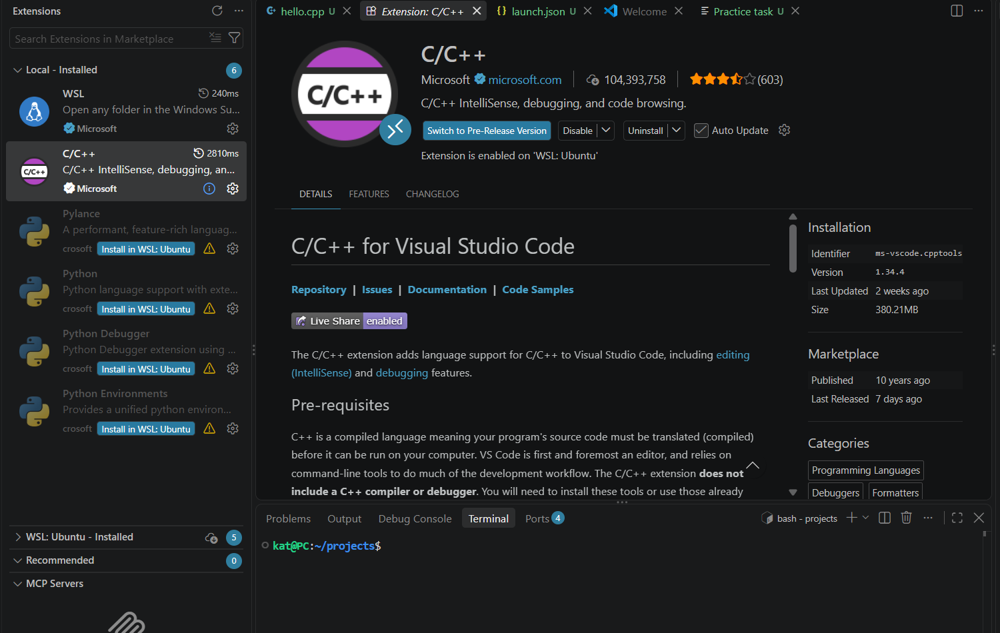 Extensions
Search Extensions in Marketplace
Local - Installed 6
WSL 240ms
Open any folder in the Windows Su...
Microsoft
C/C++ 2810ms
C/C++ IntelliSense, debugging, an...
Microsoft
Pylance
A performant, feature-rich languag...
crosoft Install in WSL: Ubuntu
Python
Python language support with exte...
crosoft Install in WSL: Ubuntu
Python Debugger
Python Debugger extension using ...
crosoft Install in WSL: Ubuntu
Python Environments
Provides a unified python environ...
crosoft Install in WSL: Ubuntu
WSL: Ubuntu - Installed 5
Recommended 0
MCP Servers
hello.cpp U Extension: C/C++ launch.json U Welcome Practice task U
C/C++
C/C++
Microsoft microsoft.com 104,393,758 (603)
C/C++ IntelliSense, debugging, and code browsing.
Switch to Pre-Release Version Disable Uninstall Auto Update
Extension is enabled on 'WSL: Ubuntu'
DETAILS FEATURES CHANGELOG
C/C++ for Visual Studio Code
Repository | Issues | Documentation | Code Samples
Live Share enabled
The C/C++ extension adds language support for C/C++ to Visual Studio Code, including editing
(IntelliSense) and debugging features.
Pre-requisites
C++ is a compiled language meaning your program's source code must be translated (compiled)
before it can be run on your computer. VS Code is first and foremost an editor, and relies on
command-line tools to do much of the development workflow. The C/C++ extension does not
include a C++ compiler or debugger. You will need to install these tools or use those already
Installation
Identifier ms-vscode.cpptools
Version 1.34.4
Last Updated 2 weeks ago
Size 380.21MB
Marketplace
Published 10 years ago
Last Released 7 days ago
Categories
Programming Languages
Debuggers Formatters
Problems Output Debug Console Terminal Ports 4 bash - projects
kat@PC:~/projects$